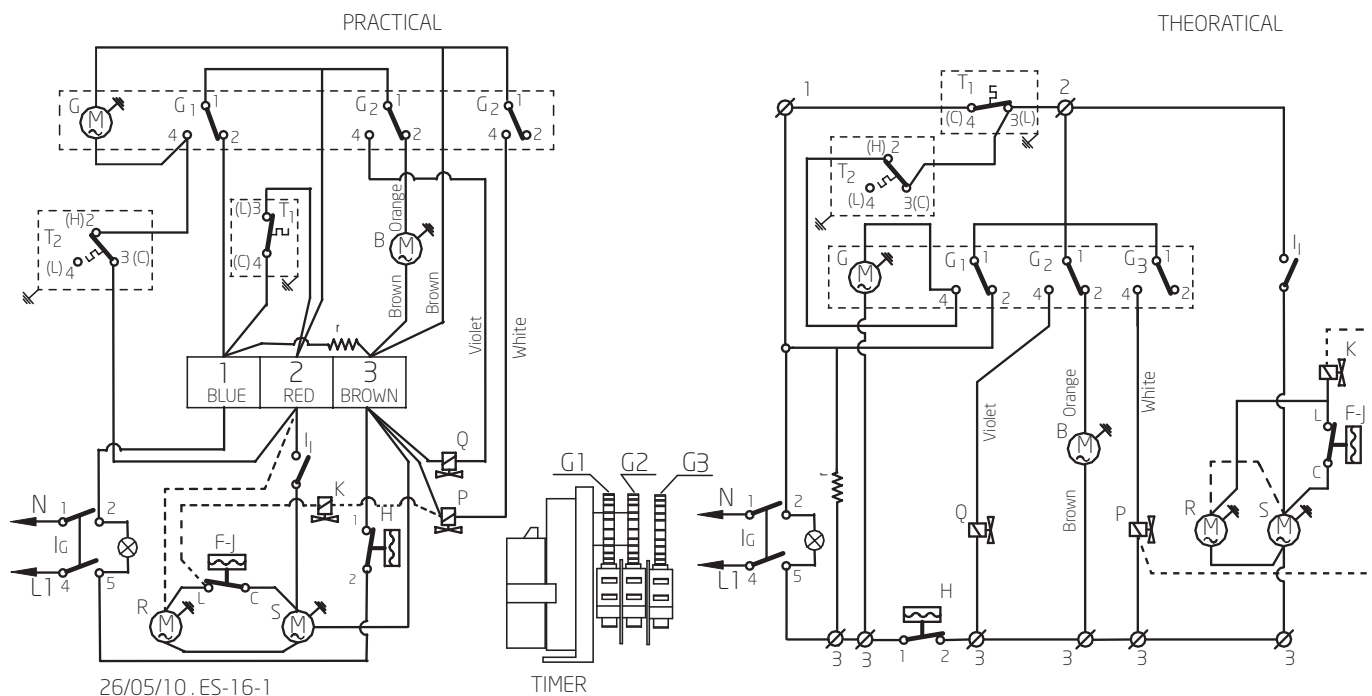 PRACTICAL
G M G1 1 4 2 G2 1 4 2 G2 1 4 2
T2 (H)2 (L)4 3(C)
(L)3 T1 (C)4
B M Orange
Brown Brown
Violet White
r
1 2 3
BLUE RED BROWN
I1
Q
K P
1 H 2
N 1 2
IG
L1 4 5
F-J
L C
R M S M
26/05/10 . ES-16-1
G1 G2 G3
TIMER
THEORATICAL
1 T1 2
(C)4 3(L)
(H)2
T2
(L)4 3(C)
I1
G M G1 1 4 2 G2 1 4 2 G3 1 4 2
K
Violet Orange White
B M
Brown
L F-J
C
r
N 1 2
IG
L1 4 5
Q P
R M S M
H
1 2
3 3 3 3 3 3